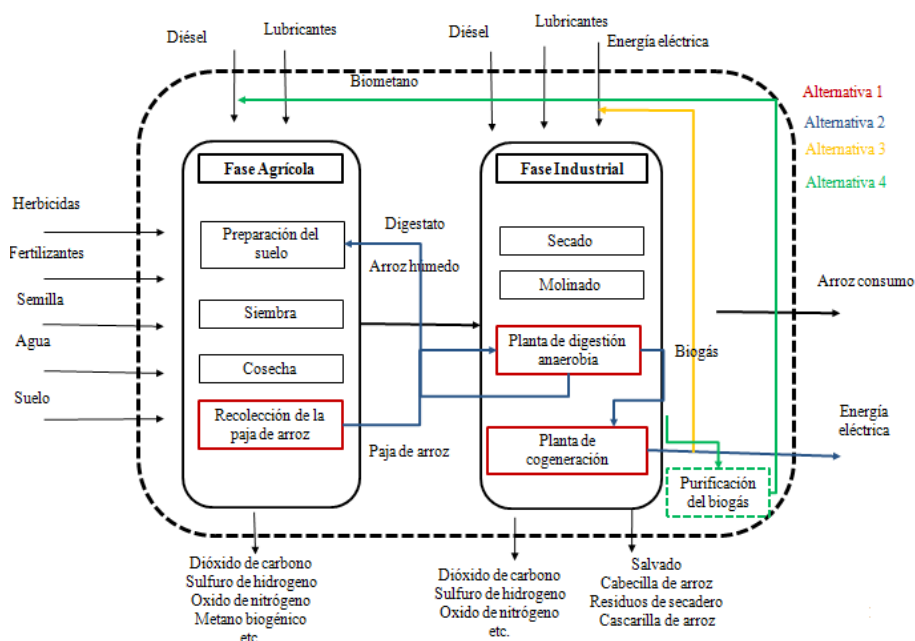 Diésel
Lubricantes
Diésel
Lubricantes
Energía eléctrica
Biometano
Alternativa 1
Alternativa 2
Alternativa 3
Alternativa 4
Fase Agrícola
Fase Industrial
Herbicidas
Fertilizantes
Semilla
Agua
Suelo
Preparación del
suelo
Siembra
Cosecha
Recolección de la
paja de arroz
Digestato
Arroz húmedo
Paja de arroz
Secado
Molinado
Planta de digestión
anaerobia
Planta de
cogeneración
Biogás
Purificación
del biogás
Arroz consumo
Energía
eléctrica
Dióxido de carbono
Sulfuro de hidrogeno
Oxido de nitrógeno
Metano biogénico
etc
Dióxido de carbono
Sulfuro de hidrogeno
Oxido de nitrógeno
etc.
Salvado
Cabecilla de arroz
Residuos de secadero
Cascarilla de arroz